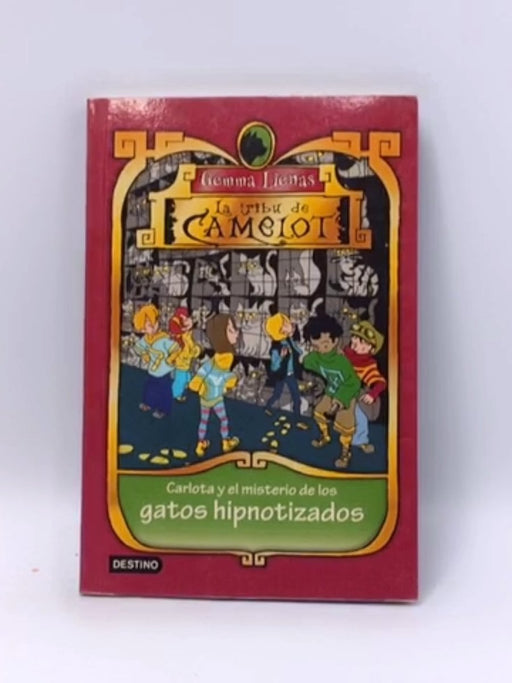 Gemma Lienas
La tribu de
CAMELOT
Carlota y el misterio de los
gatos hipnotizados
DESTINO